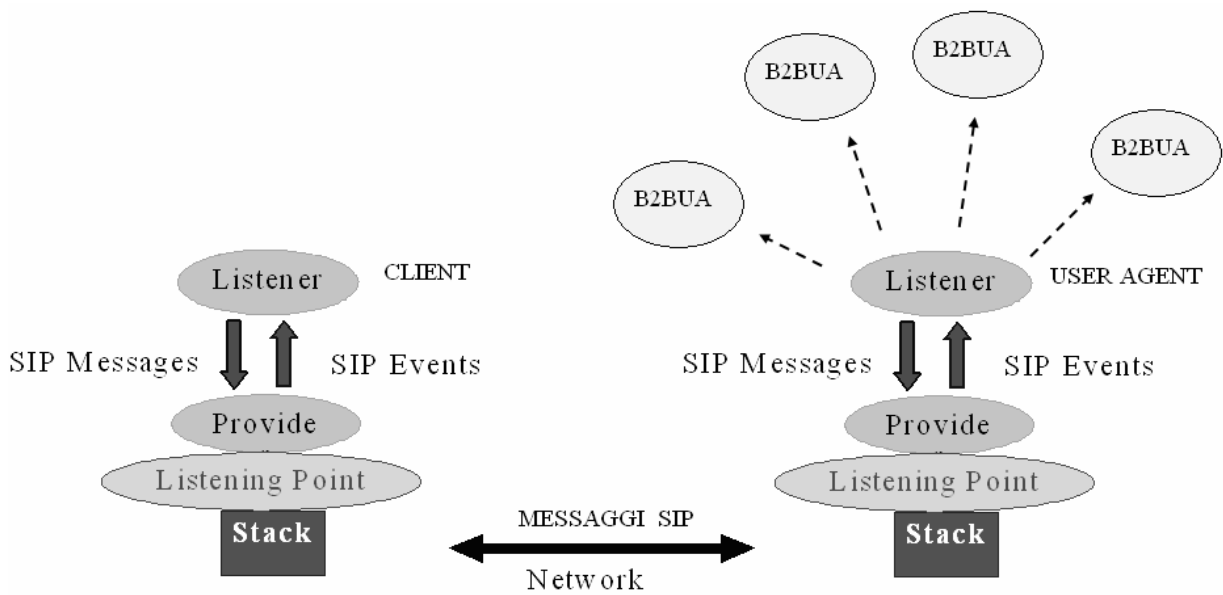 B2BUA
B2BUA
B2BUA
B2BUA
Listener
CLIENT
Listener
USER AGENT
SIP Messages
SIP Events
SIP Messages
SIP Events
Provide
Provide
Listening Point
Listening Point
Stack
MESSAGGI SIP
Stack
Network